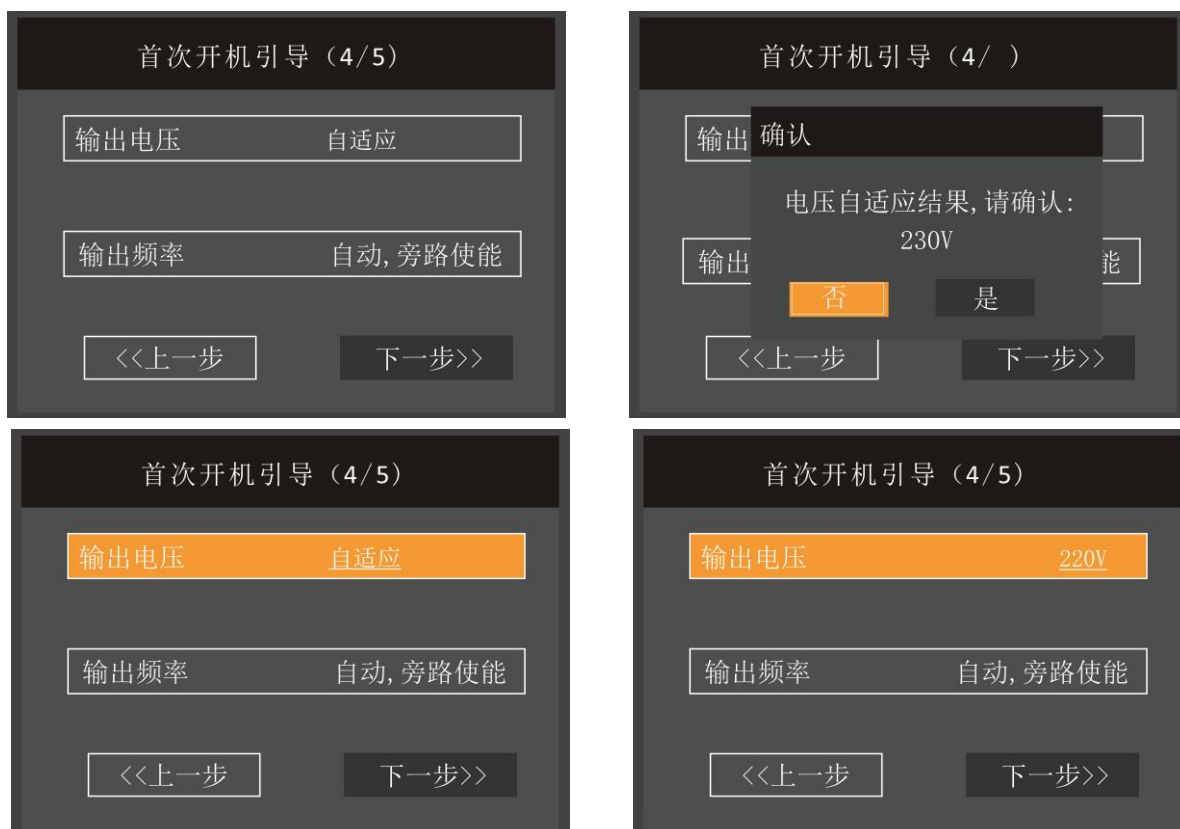 首次开机引导（4/5）
输出电压 自适应
输出频率 自动,旁路使能
<<上一步 下一步>>
首次开机引导（4/ ）
输出
确认
电压自适应结果,请确认:
230V
输出 能
否 是
<<上一步 下一步>>
首次开机引导（4/5）
输出电压 自适应
输出频率 自动,旁路使能
<<上一步 下一步>>
首次开机引导（4/5）
输出电压 220V
输出频率 自动,旁路使能
<<上一步 下一步>>